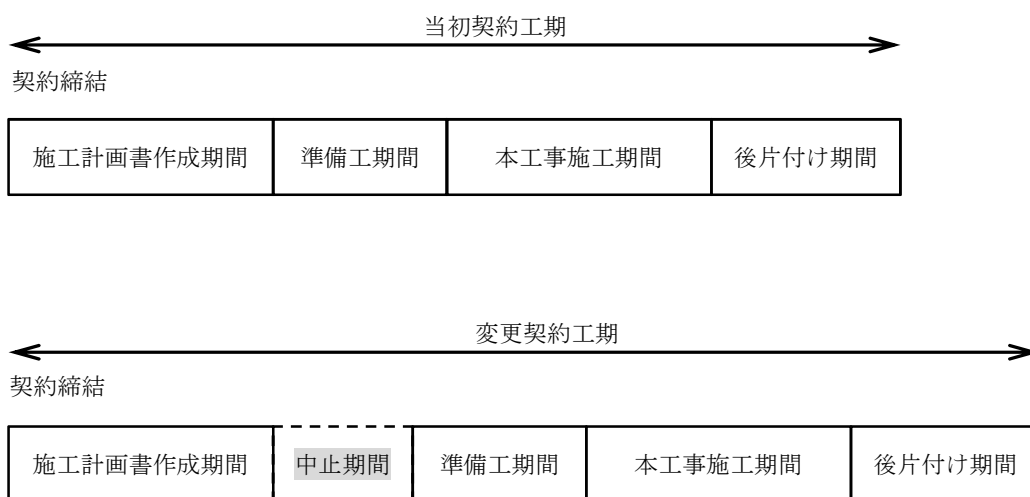 当初契約工期
契約締結
施工計画書作成期間 準備工期間 本工事施工期間 後片付け期間
変更契約工期
契約締結
施工計画書作成期間 中止期間 準備工期間 本工事施工期間 後片付け期間